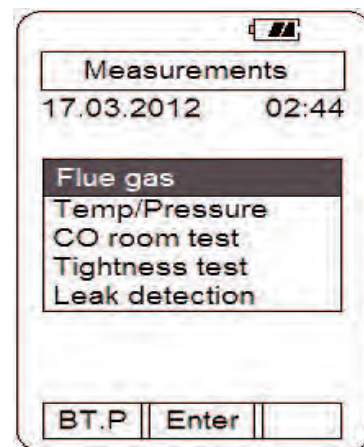 Measurements
17.03.2012 02:44
Flue gas
Temp/Pressure
CO room test
Tightness test
Leak detection
BT.P Enter